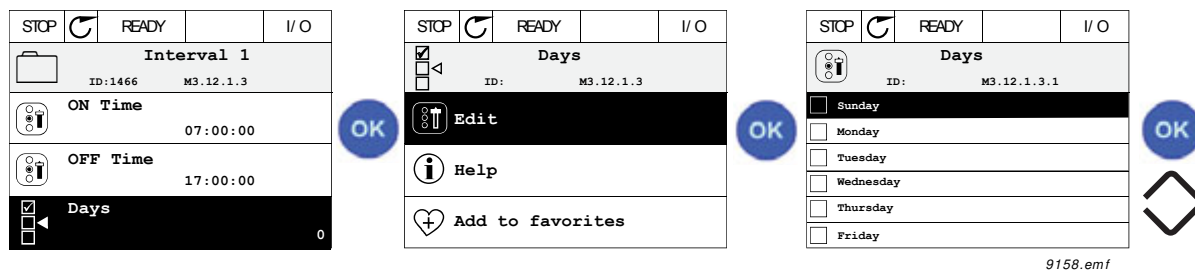 STOP READY I/O
Interval 1
ID:1466 M3.12.1.3
ON Time
07:00:00
OFF Time
17:00:00
Days
0
OK
STOP READY I/O
Days
ID: M3.12.1.3
Edit
Help
Add to favorites
OK
STOP READY I/O
Days
ID: M3.12.1.3.1
Sunday
Monday
Tuesday
Wednesday
Thursday
Friday
OK
9158.emf